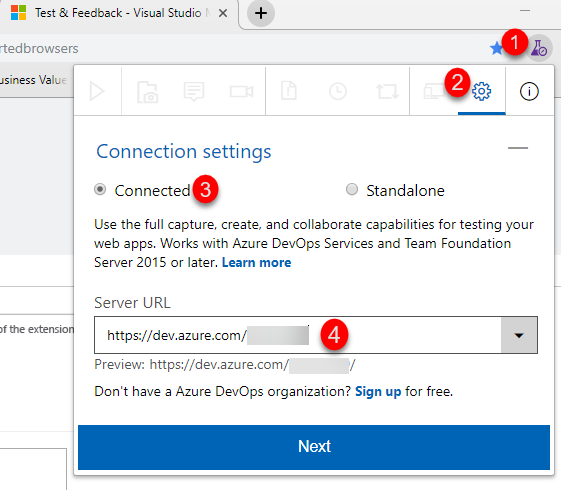 Test & Feedback - Visual Studio M
rtedbrowsers
1
usiness Value
2
Connection settings
Connected
3
Standalone
Use the full capture, create, and collaborate capabilities for testing your
web apps. Works with Azure DevOps Services and Team Foundation
Server 2015 or later. Learn more
of the extension
Server URL
https://dev.azure.com/
4
Preview: https://dev.azure.com/ /
Don't have a Azure DevOps organization? Sign up for free.
Next